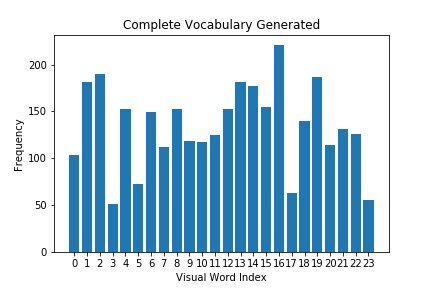 Complete Vocabulary Generated
200
150
100
50
0
Frequency
0 1 2 3 4 5 6 7 8 9 10 11 12 13 14 15 16 17 18 19 20 21 22 23
Visual Word Index